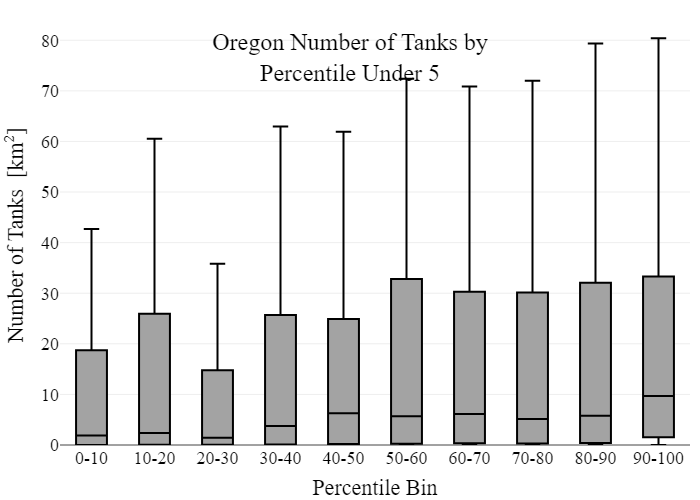 Oregon Number of Tanks by
Percentile Under 5
Number of Tanks [km²]
80
70
60
50
40
30
20
10
0
0-10 10-20 20-30 30-40 40-50 50-60 60-70 70-80 80-90 90-100
Percentile Bin